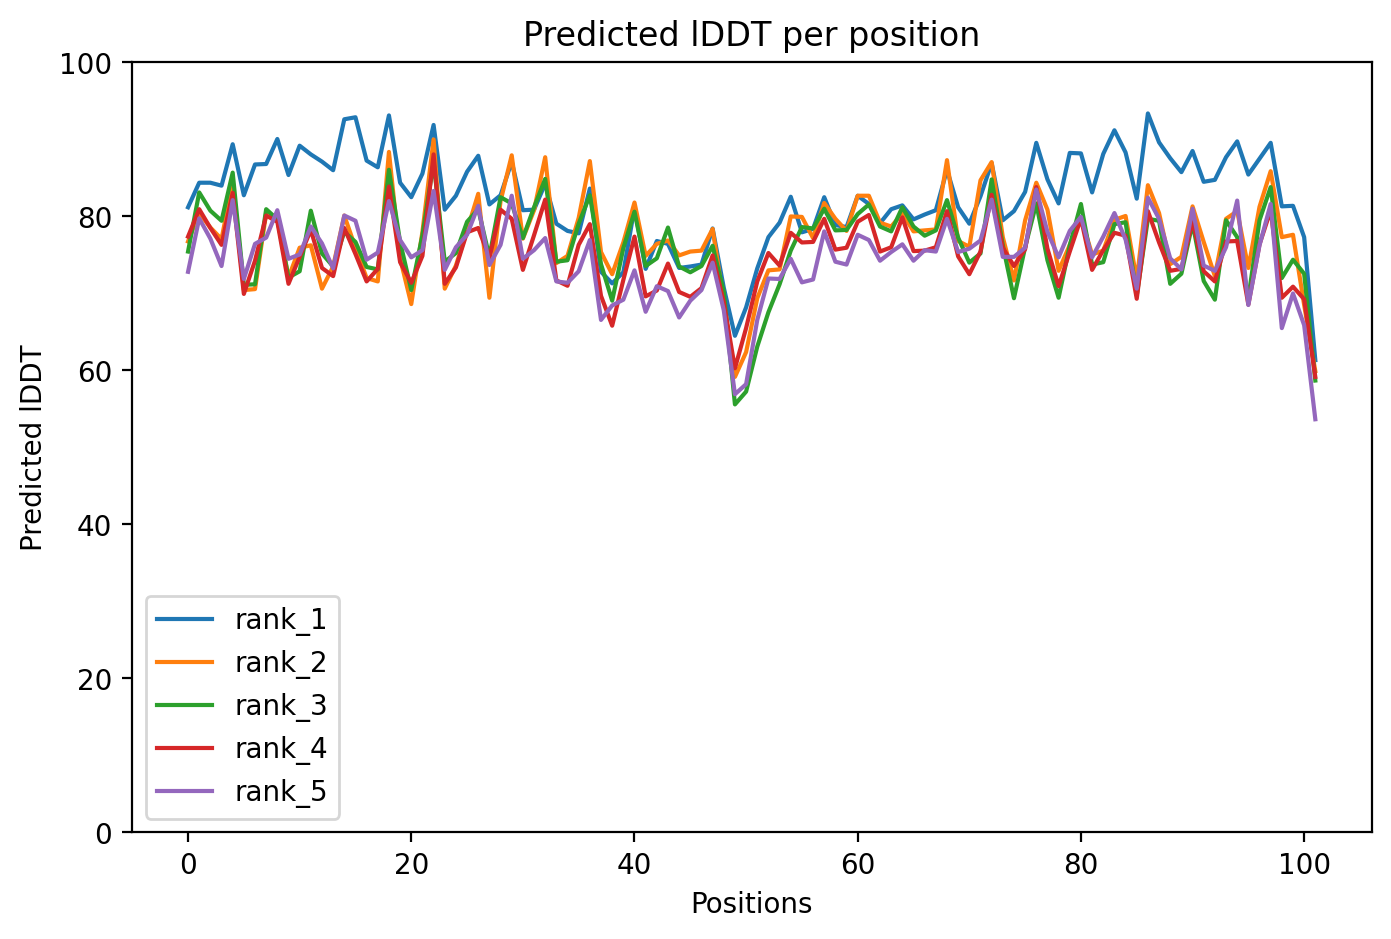 Predicted lDDT per position
100
80
60
40
20
0
Predicted lDDT
rank_1
rank_2
rank_3
rank_4
rank_5
0 20 40 60 80 100
Positions